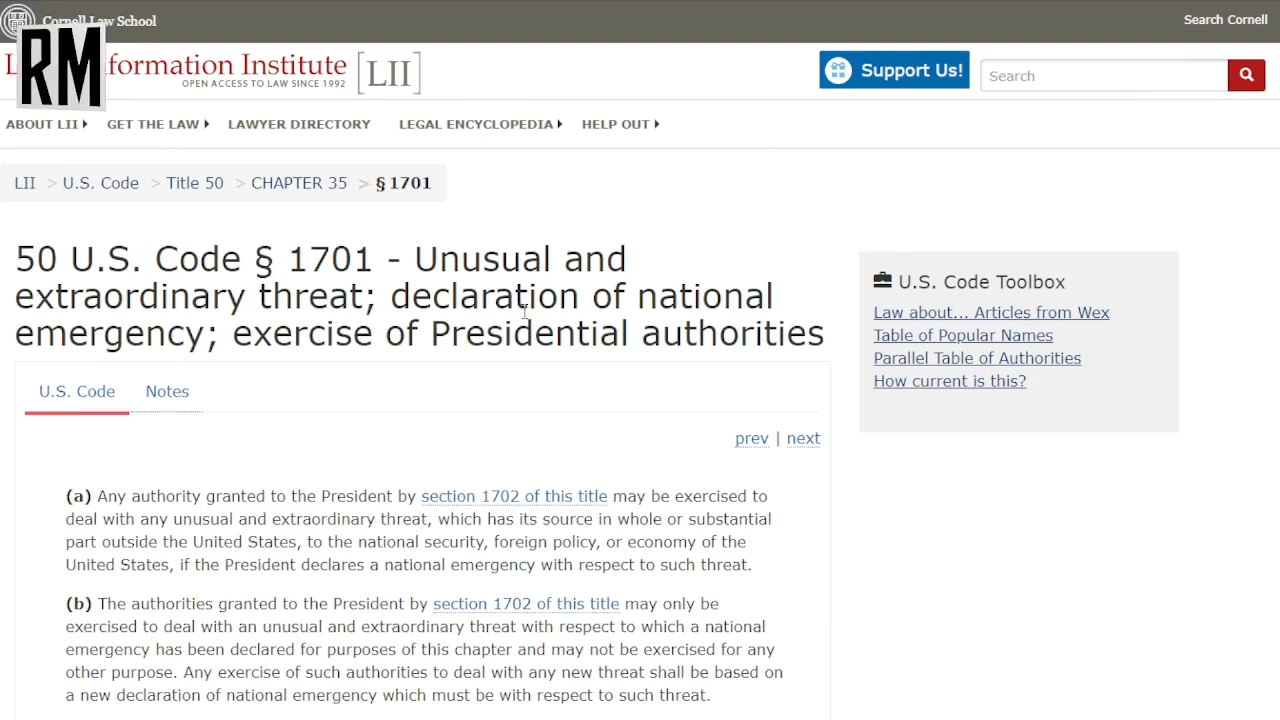 Cornell Law School
Search Cornell
RM
L formation Institute [LII]
OPEN ACCESS TO LAW SINCE 1992
Support Us!
Search
ABOUT LII GET THE LAW LAWYER DIRECTORY LEGAL ENCYCLOPEDIA HELP OUT
LII > U.S. Code > Title 50 > CHAPTER 35 > § 1701
50 U.S. Code § 1701 - Unusual and
extraordinary threat; declaration of national
emergency; exercise of Presidential authorities
U.S. Code Notes
prev | next
(a) Any authority granted to the President by section 1702 of this title may be exercised to
deal with any unusual and extraordinary threat, which has its source in whole or substantial
part outside the United States, to the national security, foreign policy, or economy of the
United States, if the President declares a national emergency with respect to such threat.
(b) The authorities granted to the President by section 1702 of this title may only be
exercised to deal with an unusual and extraordinary threat with respect to which a national
emergency has been declared for purposes of this chapter and may not be exercised for any
other purpose. Any exercise of such authorities to deal with any new threat shall be based on
a new declaration of national emergency which must be with respect to such threat.
U.S. Code Toolbox
Law about... Articles from Wex
Table of Popular Names
Parallel Table of Authorities
How current is this?